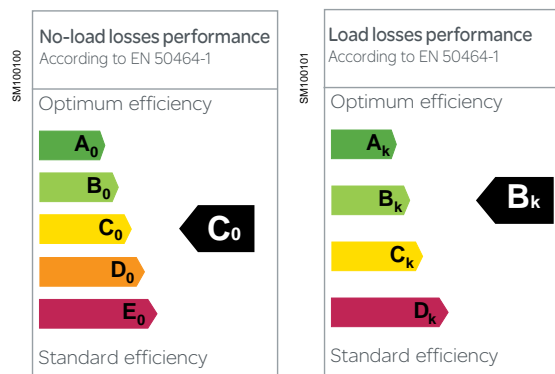 SM100100
No-load losses performance
According to EN 50464-1
Optimum efficiency
A0
B0
C0
C0
D0
E0
Standard efficiency
SM100101
Load losses performance
According to EN 50464-1
Optimum efficiency
Ak
Bk
Bk
Ck
Dk
Standard efficiency